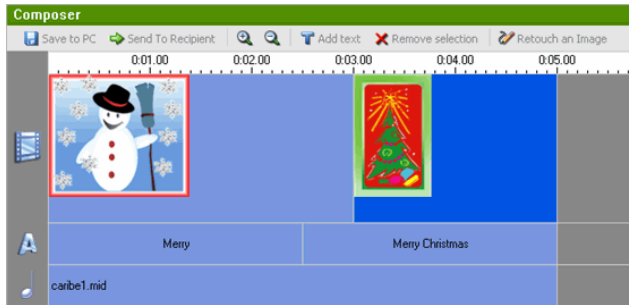 Composer
Save to PC Send To Recipient Add text Remove selection Retouch an Image
0:01.00 0:02.00 0:03.00 0:04.00 0:05.00
A Merry Merry Christmas
caribe1.mid